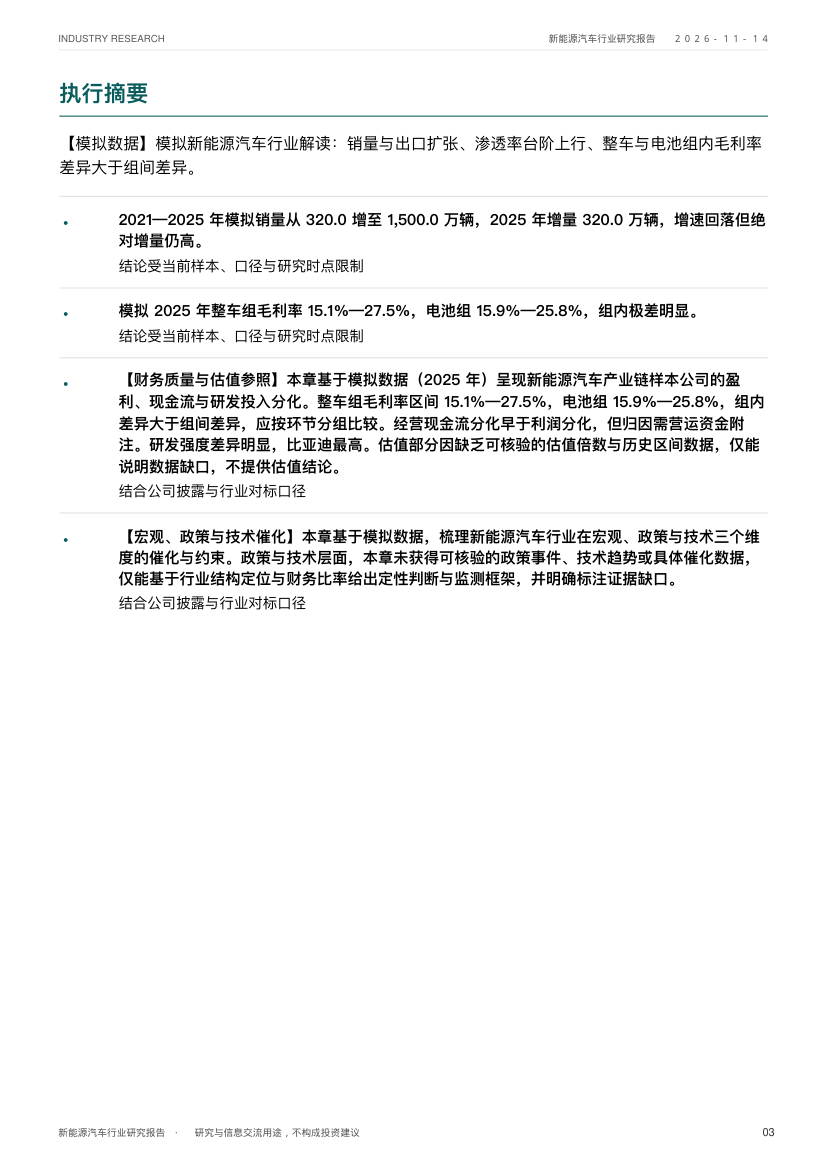 INDUSTRY RESEARCH
新能源汽车行业研究报告 2026-11-14
执行摘要
【模拟数据】模拟新能源汽车行业解读：销量与出口扩张、渗透率台阶上行、整车与电池组内毛利率
差异大于组间差异。
• 2021—2025 年模拟销量从 320.0 增至 1,500.0 万辆，2025 年增量 320.0 万辆，增速回落但绝
对增量仍高。
结论受当前样本、口径与研究时点限制
• 模拟 2025 年整车组毛利率 15.1%—27.5%，电池组 15.9%—25.8%，组内极差明显。
结论受当前样本、口径与研究时点限制
• 【财务质量与估值参照】本章基于模拟数据（2025 年）呈现新能源汽车产业链样本公司的盈
利、现金流与研发投入分化。整车组毛利率区间 15.1%—27.5%，电池组 15.9%—25.8%，组内
差异大于组间差异，应按环节分组比较。经营现金流分化早于利润分化，但归因需营运资金附
注。研发强度差异明显，比亚迪最高。估值部分因缺乏可核验的估值倍数与历史区间数据，仅能
说明数据缺口，不提供估值结论。
结合公司披露与行业对标口径
• 【宏观、政策与技术催化】本章基于模拟数据，梳理新能源汽车行业在宏观、政策与技术三个维
度的催化与约束。政策与技术层面，本章未获得可核验的政策事件、技术趋势或具体催化数据，
仅能基于行业结构定位与财务比率给出定性判断与监测框架，并明确标注证据缺口。
结合公司披露与行业对标口径
新能源汽车行业研究报告 · 研究与信息交流用途，不构成投资建议
03